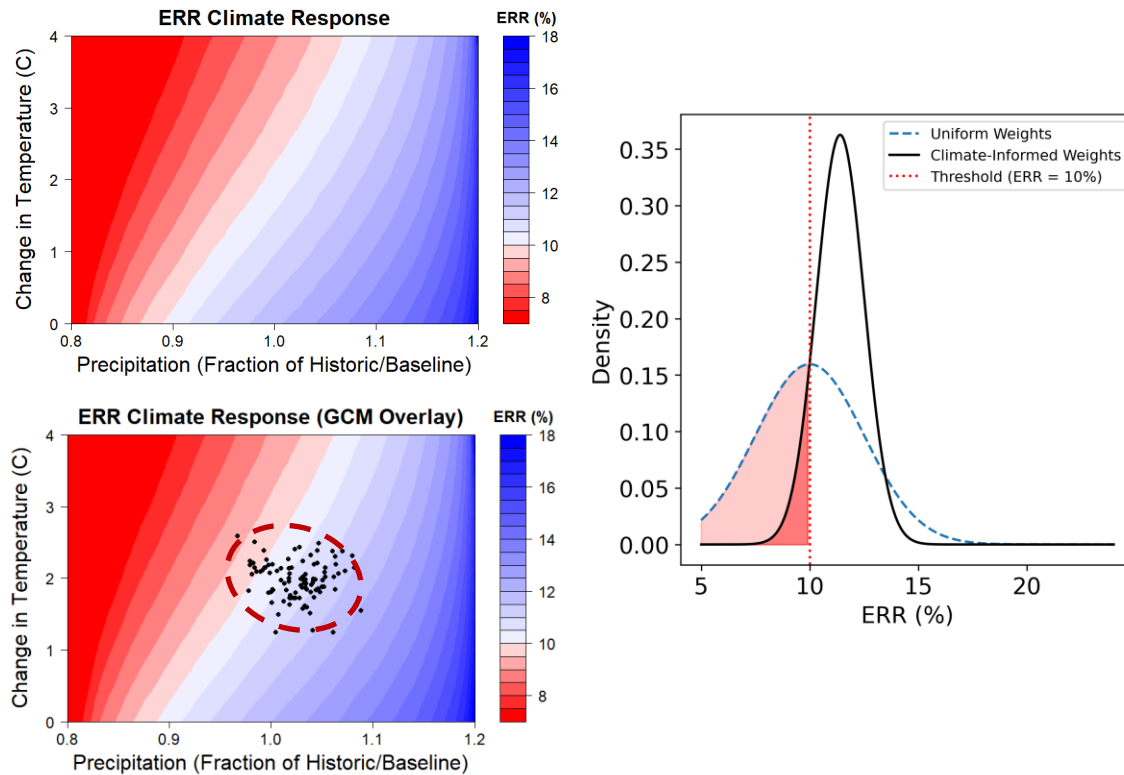 ERR Climate Response
ERR (%)
Change in Temperature (C)
4
3
2
1
0
0.8 0.9 1.0 1.1 1.2
Precipitation (Fraction of Historic/Baseline)
18
16
14
12
10
8
ERR Climate Response (GCM Overlay)
ERR (%)
Change in Temperature (C)
4
3
2
1
0
0.8 0.9 1.0 1.1 1.2
Precipitation (Fraction of Historic/Baseline)
18
16
14
12
10
8
Uniform Weights
Climate-Informed Weights
Threshold (ERR = 10%)
Density
0.35
0.30
0.25
0.20
0.15
0.10
0.05
0.00
5 10 15 20
ERR (%)